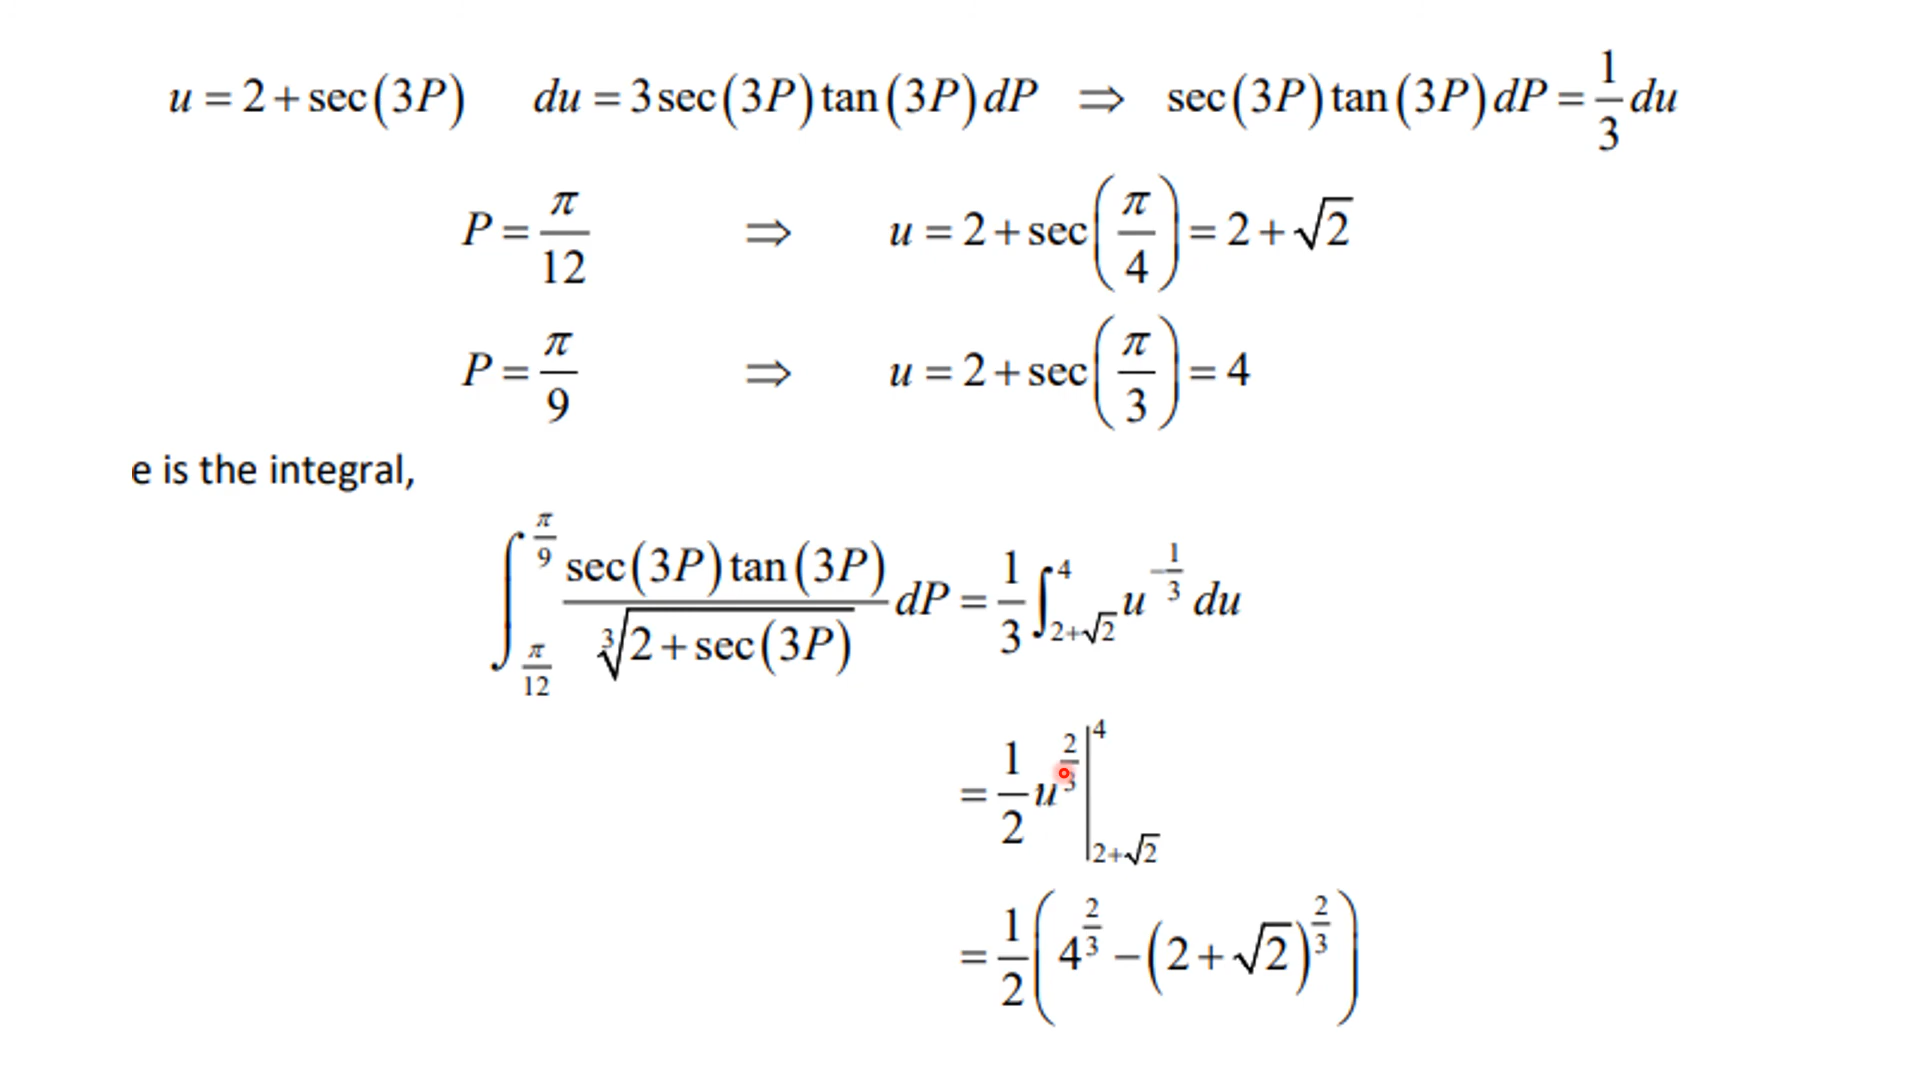 u = 2 + sec(3P) du = 3 sec(3P) tan(3P) dP ⇒ sec(3P) tan(3P) dP = 1/3 du
P = π/12 ⇒ u = 2 + sec(π/4) = 2 + √2
P = π/9 ⇒ u = 2 + sec(π/3) = 4
e is the integral,
∫_{π/12}^{π/9} sec(3P) tan(3P) / ∛(2 + sec(3P)) dP = 1/3 ∫_{2+√2}^{4} u^{-1/3} du
= 1/2 u^{2/3} |_{2+√2}^{4}
= 1/2 (4^{2/3} − (2 + √2)^{2/3})